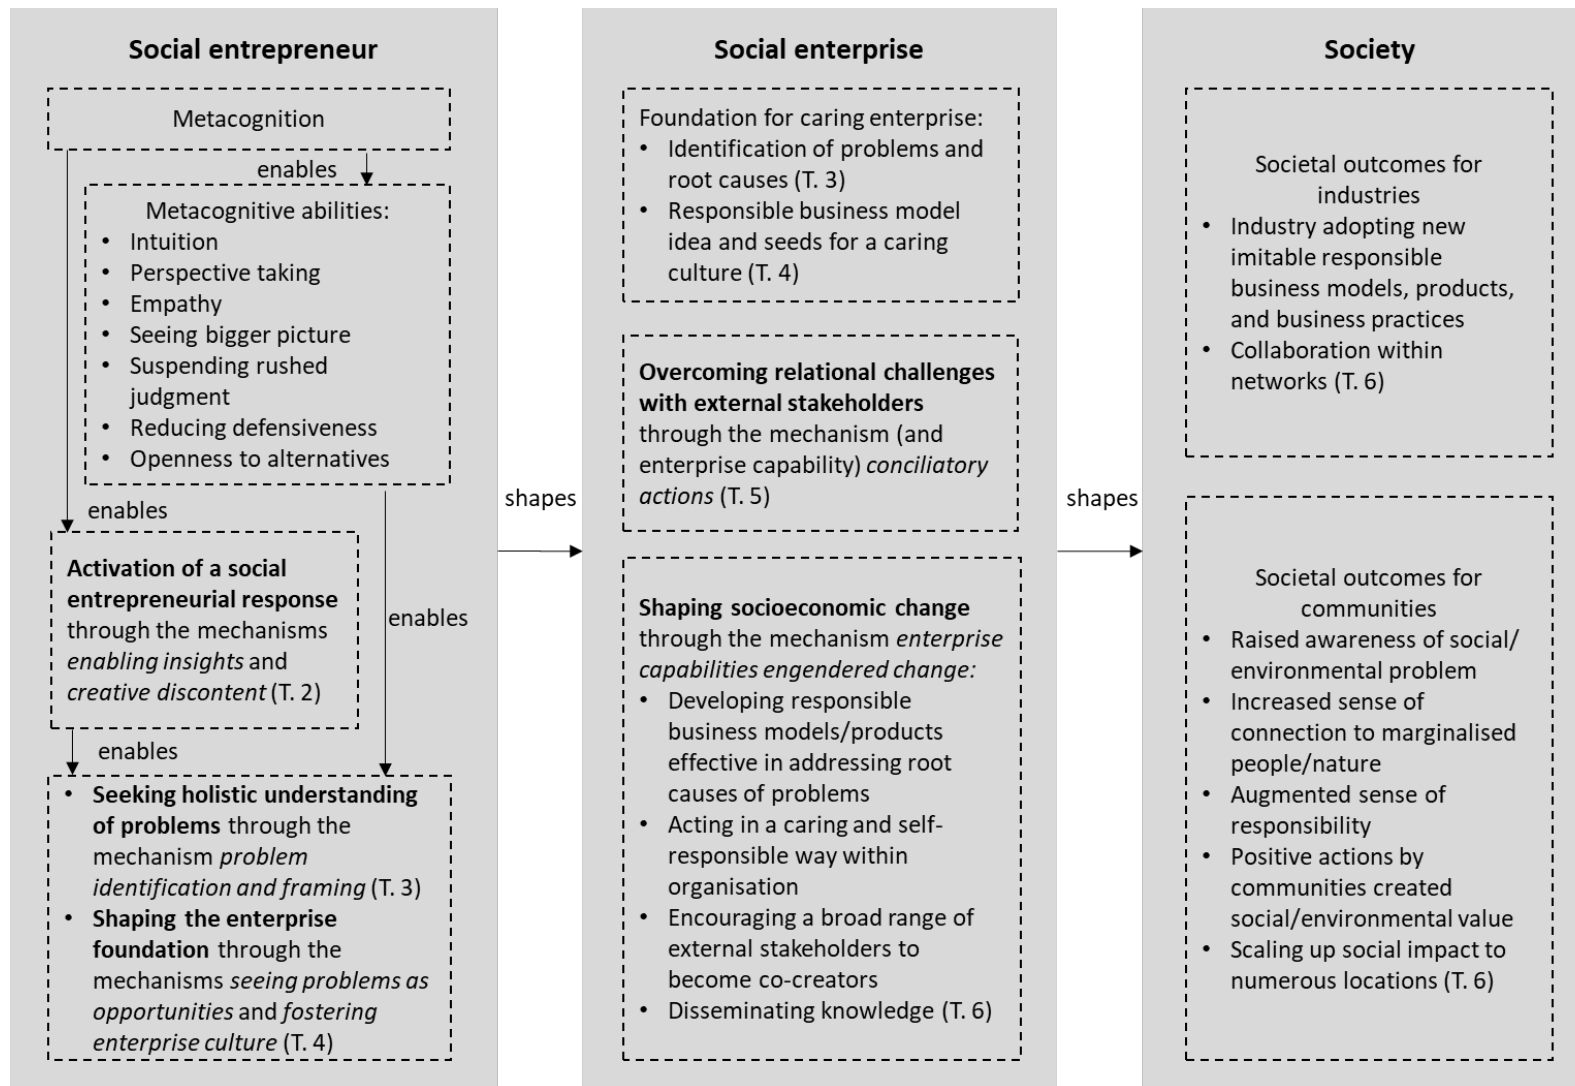 Social entrepreneur
Metacognition
enables
Metacognitive abilities:
• Intuition
• Perspective taking
• Empathy
• Seeing bigger picture
• Suspending rushed
judgment
• Reducing defensiveness
• Openness to alternatives
enables
Activation of a social
entrepreneurial response
through the mechanisms
enabling insights and
creative discontent (T. 2)
enables
enables
• Seeking holistic understanding
of problems through the
mechanism problem
identification and framing (T. 3)
• Shaping the enterprise
foundation through the
mechanisms seeing problems as
opportunities and fostering
enterprise culture (T. 4)
shapes
Social enterprise
Foundation for caring enterprise:
• Identification of problems and
root causes (T. 3)
• Responsible business model
idea and seeds for a caring
culture (T. 4)
Overcoming relational challenges
with external stakeholders
through the mechanism (and
enterprise capability) conciliatory
actions (T. 5)
Shaping socioeconomic change
through the mechanism enterprise
capabilities engendered change:
• Developing responsible
business models/products
effective in addressing root
causes of problems
• Acting in a caring and self-
responsible way within
organisation
• Encouraging a broad range of
external stakeholders to
become co-creators
• Disseminating knowledge (T. 6)
shapes
Society
Societal outcomes for
industries
• Industry adopting new
imitable responsible
business models, products,
and business practices
• Collaboration within
networks (T. 6)
Societal outcomes for
communities
• Raised awareness of social/
environmental problem
• Increased sense of
connection to marginalised
people/nature
• Augmented sense of
responsibility
• Positive actions by
communities created
social/environmental value
• Scaling up social impact to
numerous locations (T. 6)